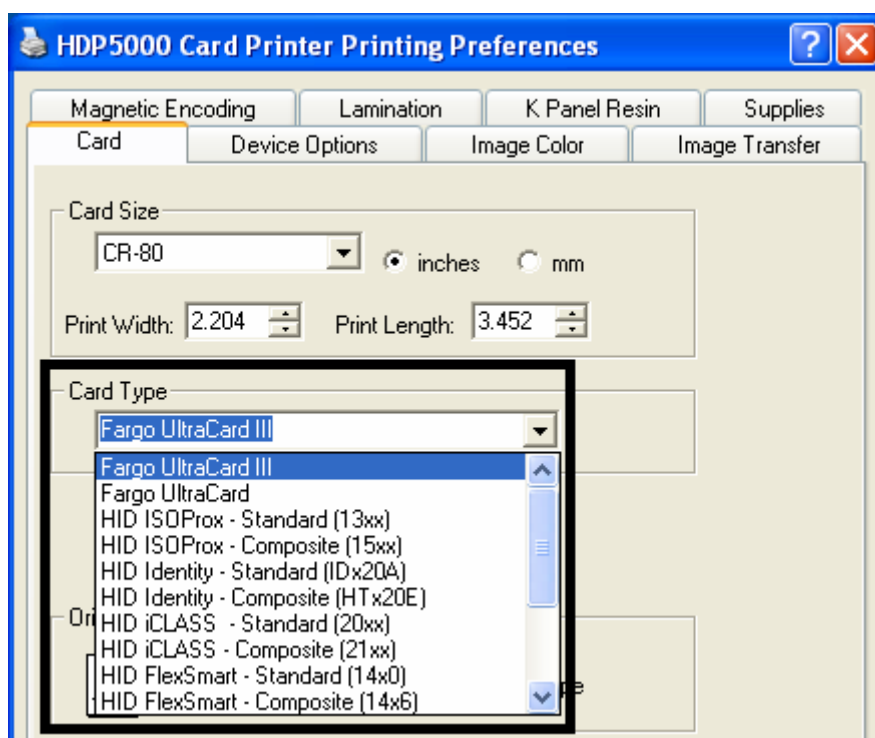 HDP5000 Card Printer Printing Preferences
Magnetic Encoding Lamination K Panel Resin Supplies
Card Device Options Image Color Image Transfer
Card Size
CR-80 inches mm
Print Width: 2.204 Print Length: 3.452
Card Type
Fargo UltraCard III
Fargo UltraCard III
Fargo UltraCard
HID ISOProx - Standard (13xx)
HID ISOProx - Composite (15xx)
HID Identity - Standard (IDx20A)
HID Identity - Composite (HTx20E)
HID iCLASS - Standard (20xx)
HID iCLASS - Composite (21xx)
HID FlexSmart - Standard (14x0)
HID FlexSmart - Composite (14x6)